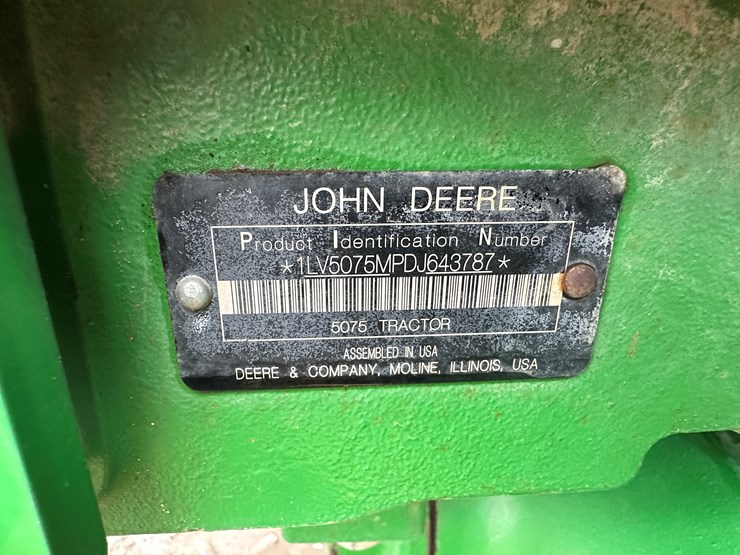 JOHN DEERE
Product Identification Number
*1LV5075MPDJ643787*
5075 TRACTOR
ASSEMBLED IN USA
DEERE & COMPANY, MOLINE, ILLINOIS, USA